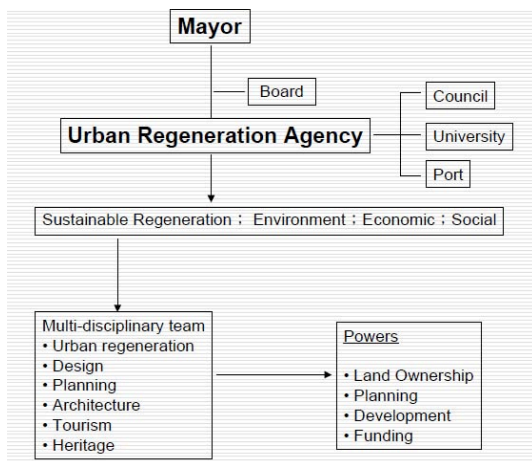 Mayor
Board
Council
Urban Regeneration Agency
University
Port
Sustainable Regeneration； Environment；Economic；Social
Multi-disciplinary team
• Urban regeneration
• Design
• Planning
• Architecture
• Tourism
• Heritage
Powers
• Land Ownership
• Planning
• Development
• Funding